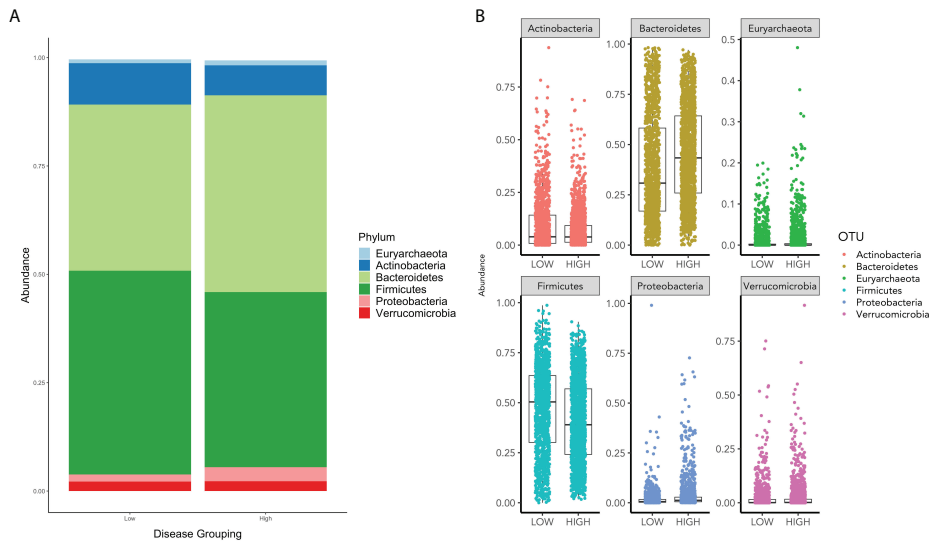 A
Abundance
1.00
0.75
0.50
0.25
0.00
Low
High
Disease Grouping
Phylum
Euryarchaeota
Actinobacteria
Bacteroidetes
Firmicutes
Proteobacteria
Verrucomicrobia
B
Abundance
Actinobacteria
0.75
0.50
0.25
0.00
LOW HIGH
Bacteroidetes
1.00
0.75
0.50
0.25
0.00
LOW HIGH
Euryarchaeota
0.5
0.4
0.3
0.2
0.1
0.0
LOW HIGH
Firmicutes
1.00
0.75
0.50
0.25
0.00
LOW HIGH
Proteobacteria
1.00
0.75
0.50
0.25
0.00
LOW HIGH
Verrucomicrobia
0.75
0.50
0.25
0.00
LOW HIGH
OTU
Actinobacteria
Bacteroidetes
Euryarchaeota
Firmicutes
Proteobacteria
Verrucomicrobia